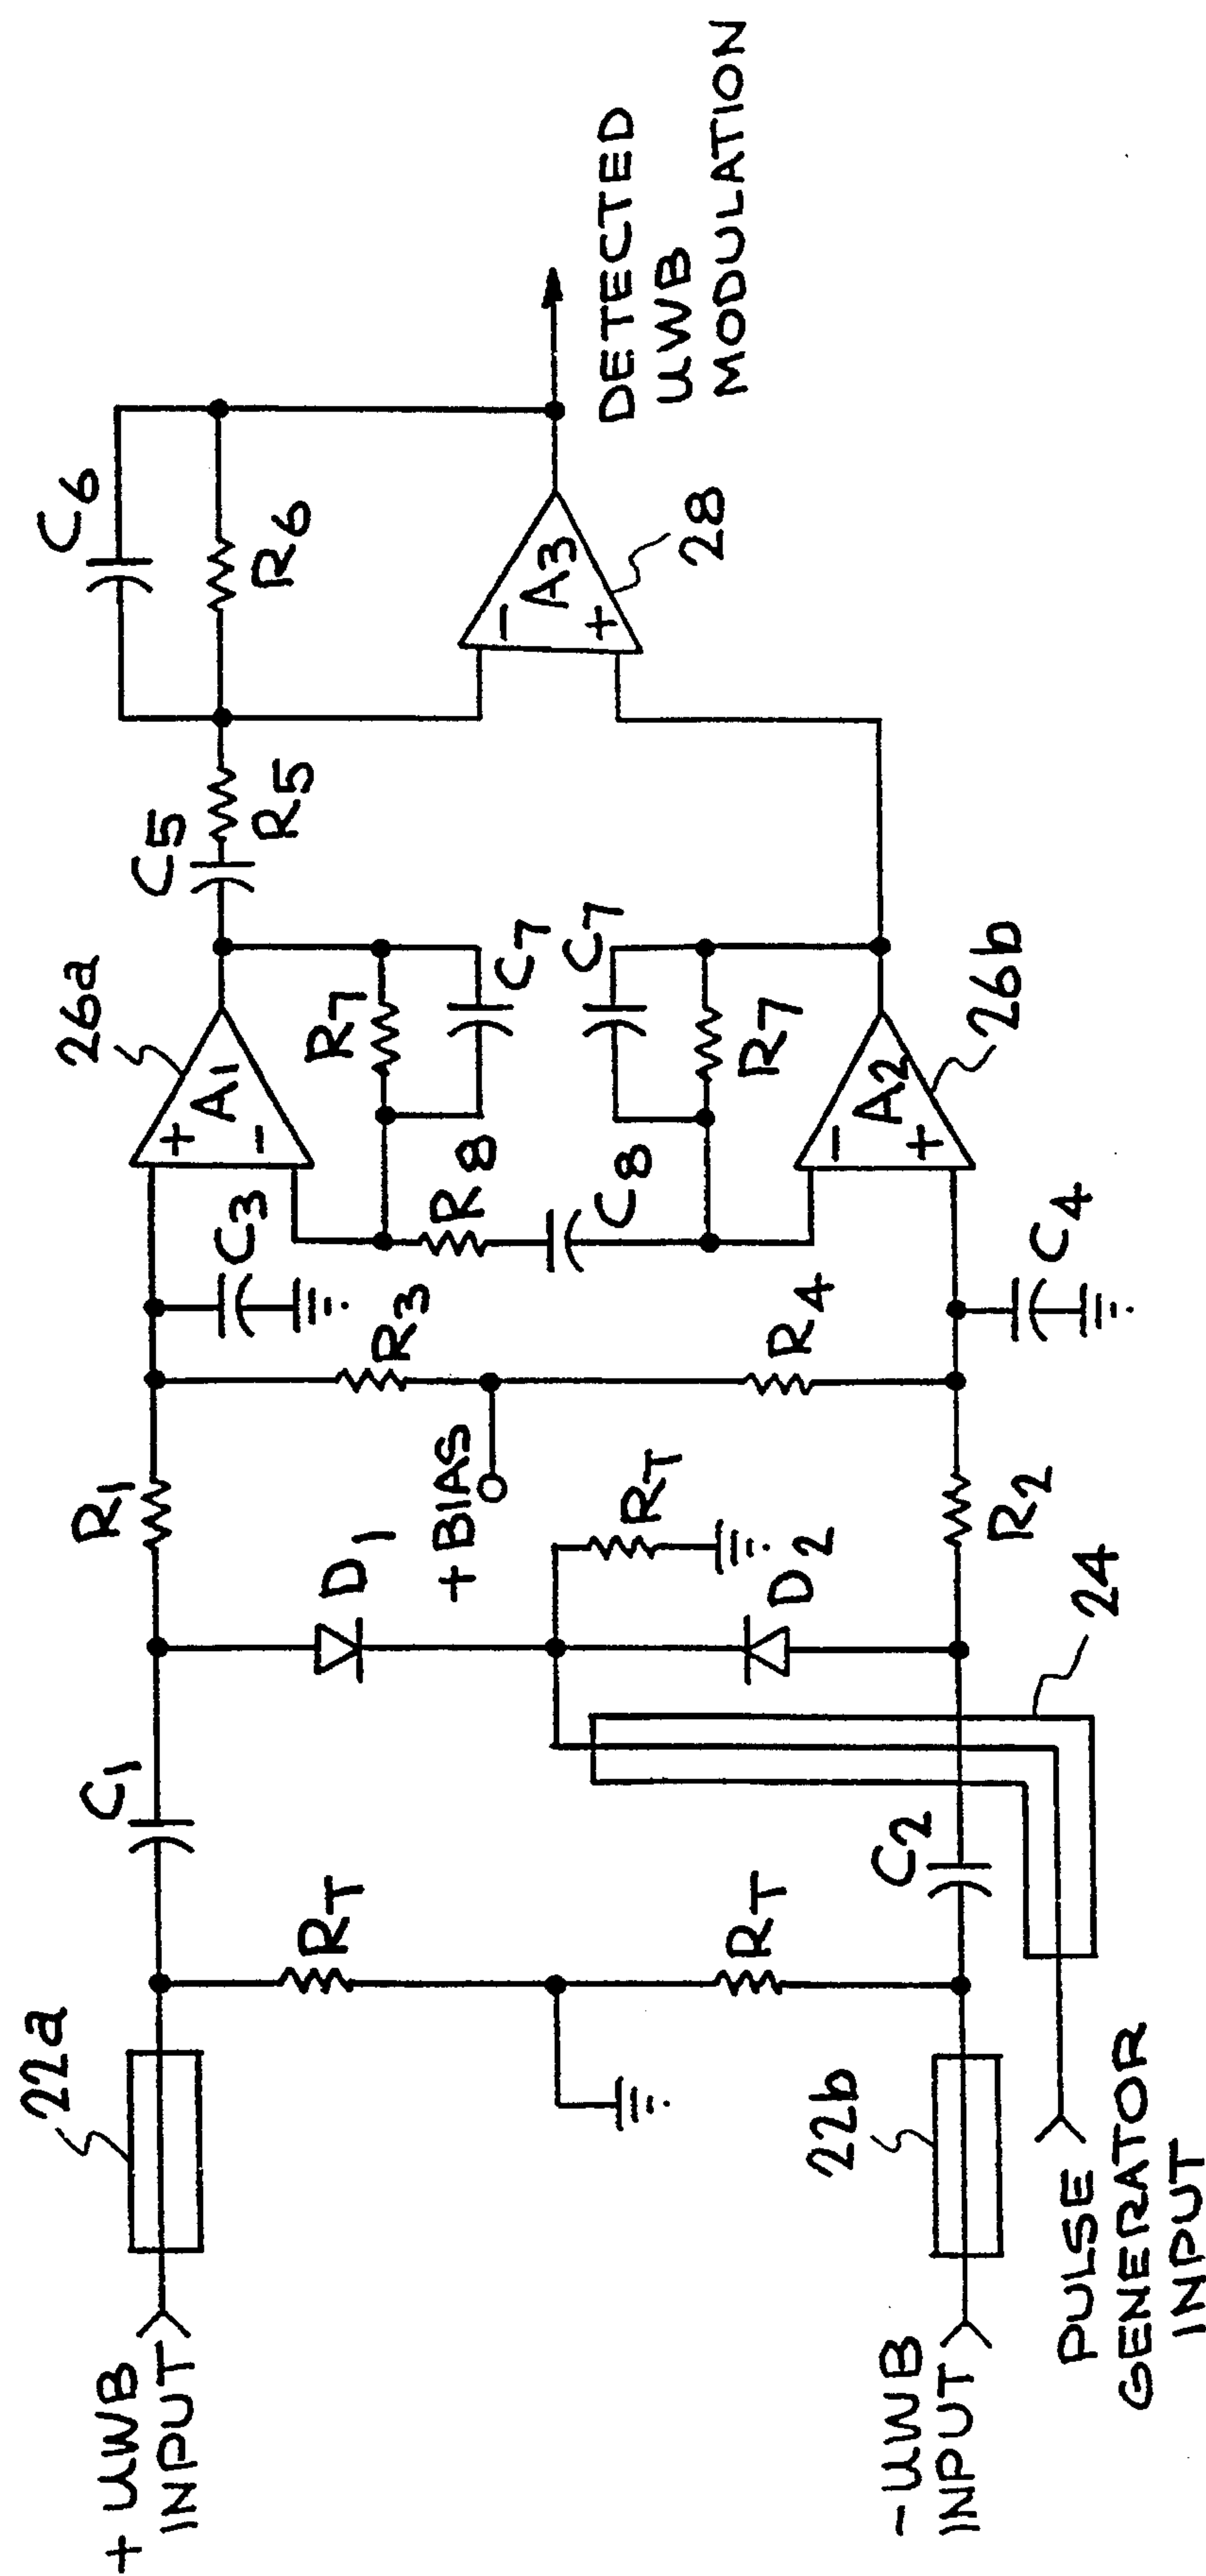 + UWB
INPUT
22a
RT
C1
D1
R1
R3
C3
26a
+
A1
-
R7
C7
R8
C5
R5
C6
R6
-
A3
+
28
DETECTED
UWB
MODULATION
+BIAS
RT
D2
R4
C8
C7
R7
-
A2
+
26b
C4
R2
24
C2
RT
22b
- UWB
INPUT
PULSE
GENERATOR
INPUT